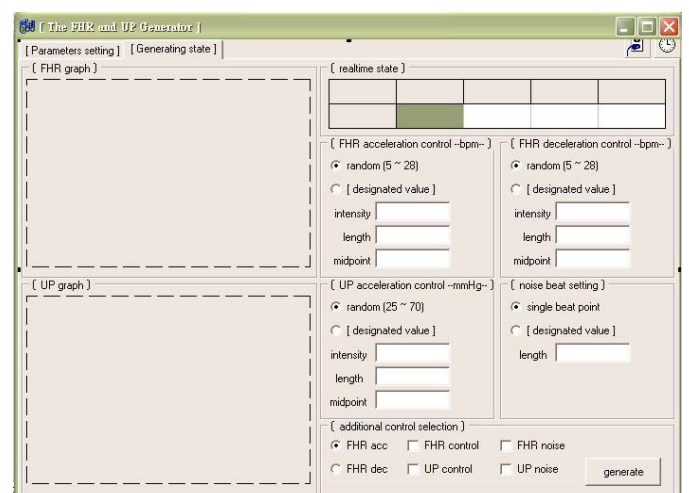 [ The FHR and UP Generator ]
[ Parameters setting ] [ Generating state ]
[ FHR graph ]
[ realtime state ]
[ FHR acceleration control --bpm-- ]
random (5 ~ 28)
[ designated value ]
intensity
length
midpoint
[ FHR deceleration control --bpm-- ]
random (5 ~ 28)
[ designated value ]
intensity
length
midpoint
[ UP graph ]
[ UP acceleration control --mmHg-- ]
random (25 ~ 70)
[ designated value ]
intensity
length
midpoint
[ noise beat setting ]
single beat point
[ designated value ]
length
[ additional control selection ]
FHR acc FHR control FHR noise
FHR dec UP control UP noise
generate